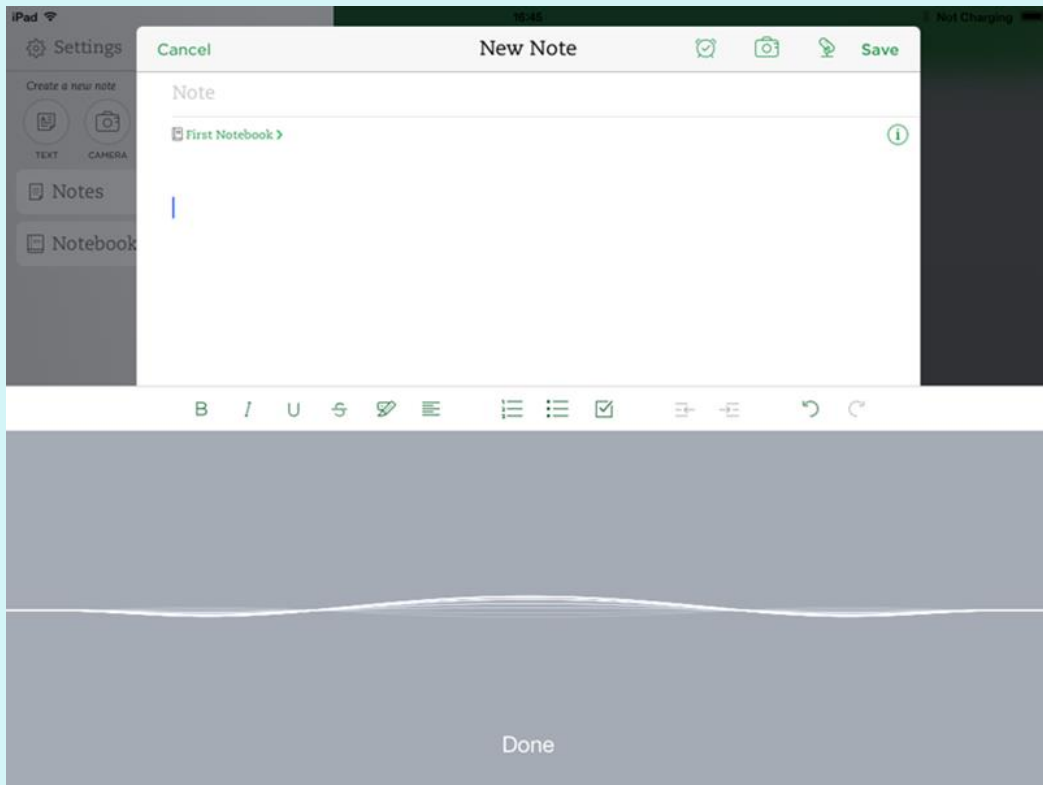 iPad 16:45 Not Charging
Settings
Cancel New Note Save
Create a new note
Note
First Notebook >
TEXT CAMERA
Notes
Notebook
B I U S
Done